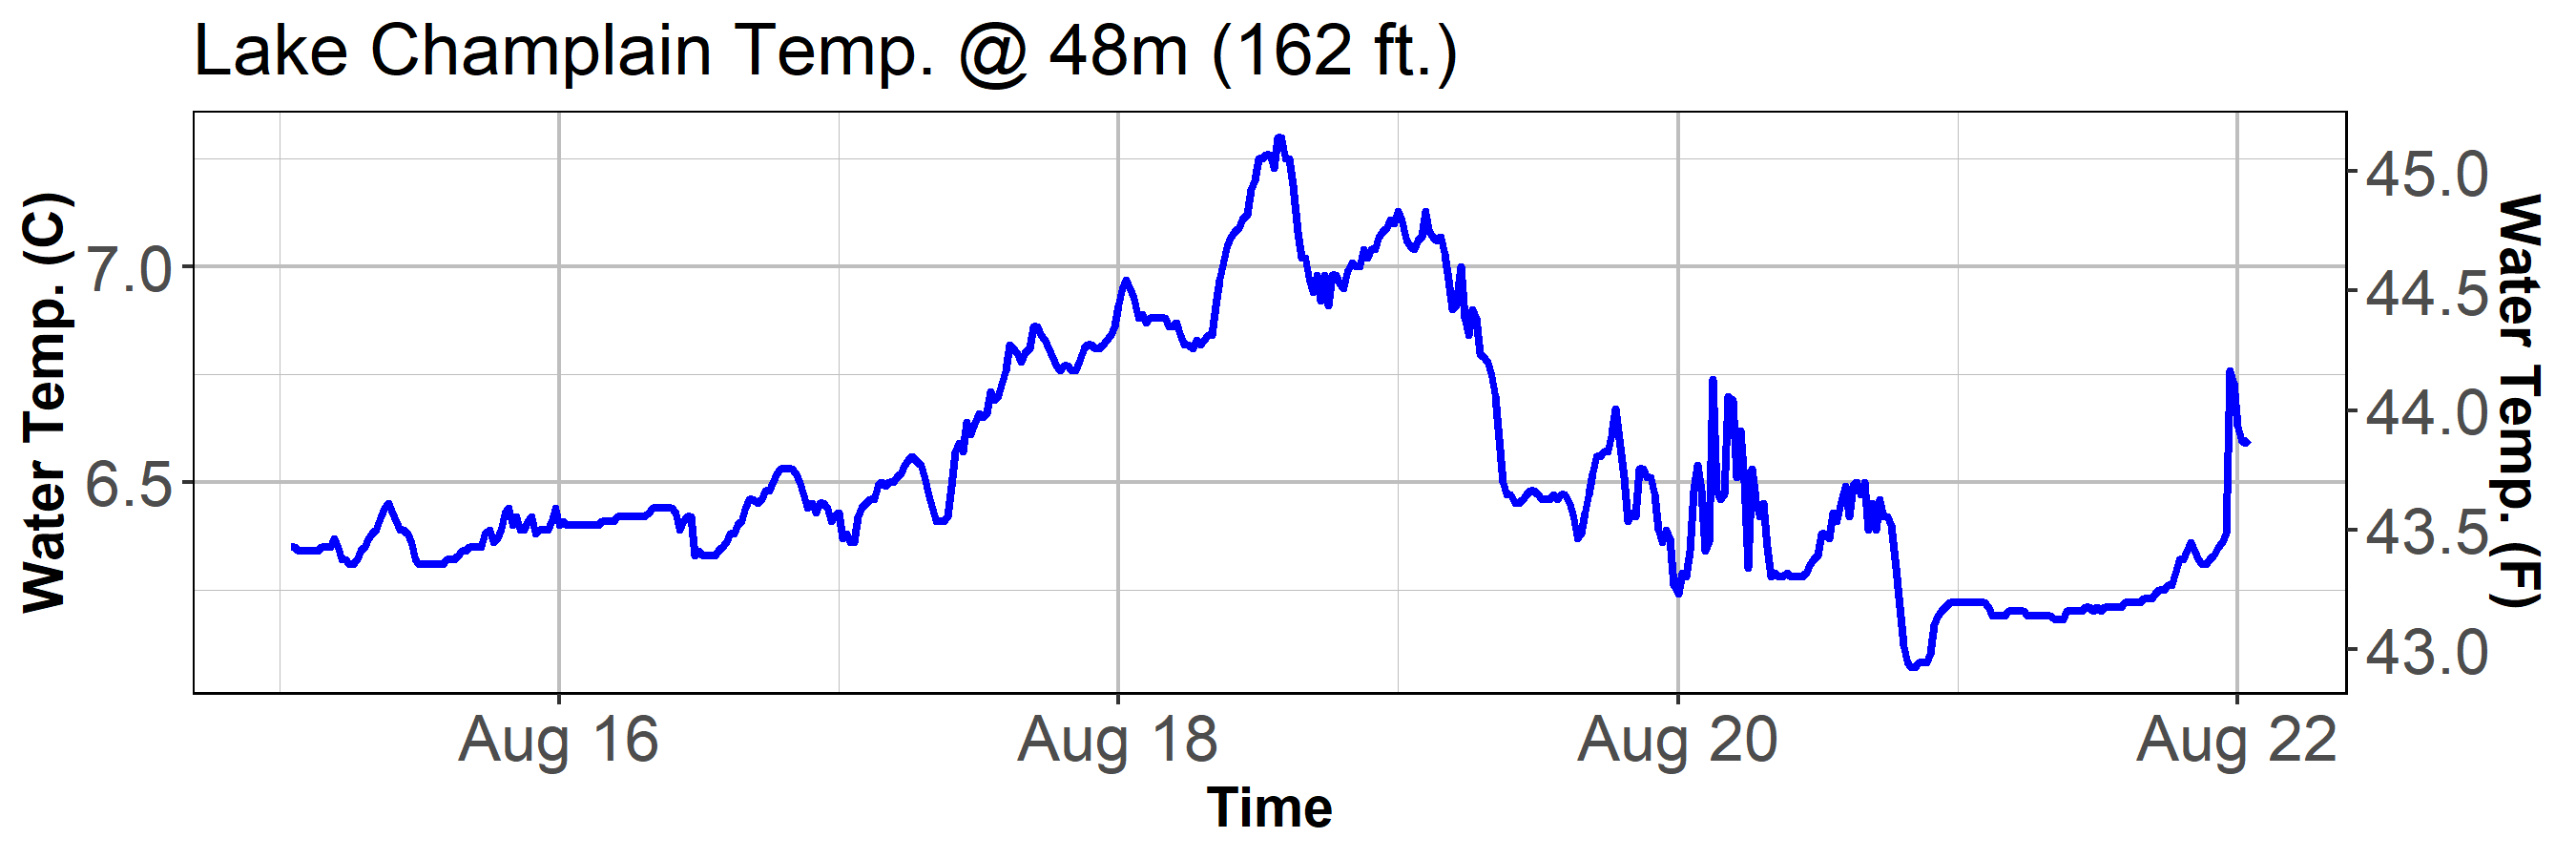 Lake Champlain Temp. @ 48m (162 ft.)
Water Temp. (C)
7.0
6.5
45.0
44.5
44.0
43.5
43.0
Water Temp. (F)
Aug 16 Aug 18 Aug 20 Aug 22
Time